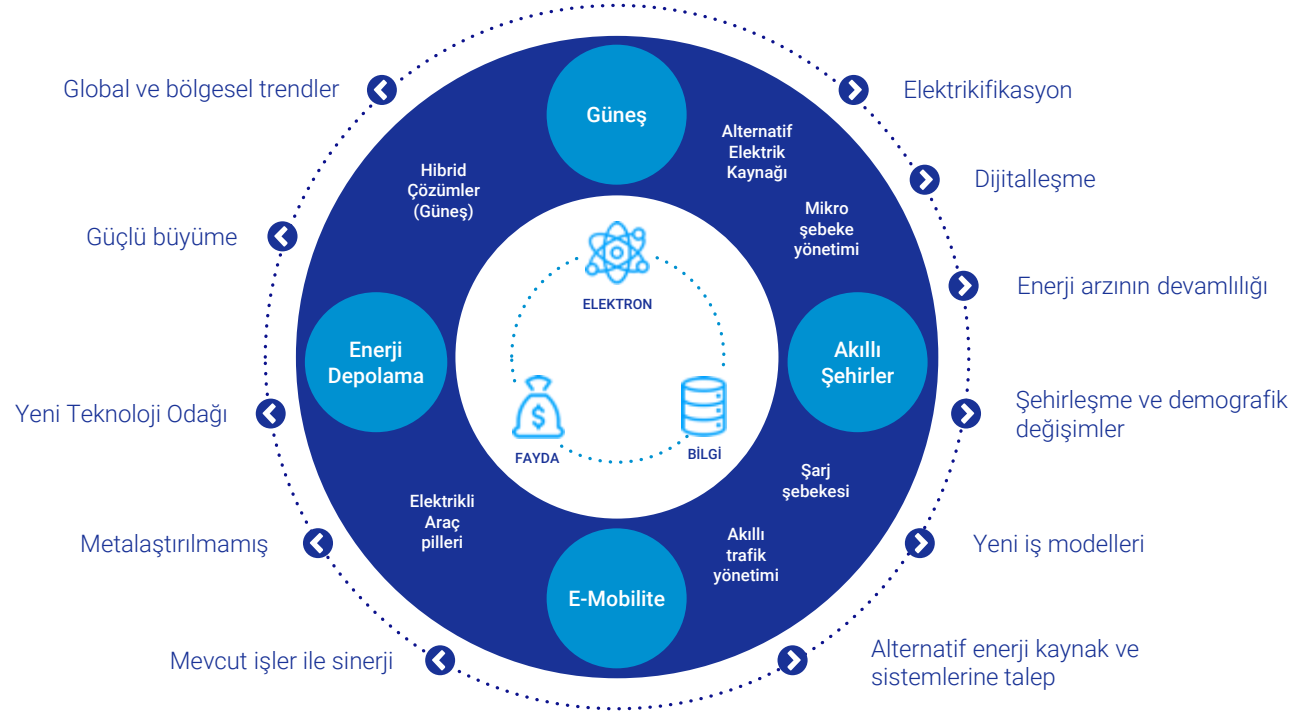 Global ve bölgesel trendler
Güçlü büyüme
Yeni Teknoloji Odağı
Metalaştırılmamış
Mevcut işler ile sinerji
Güneş
Hibrid
Çözümler
(Güneş)
Alternatif
Elektrik
Kaynağı
Mikro
şebeke
yönetimi
ELEKTRON
Enerji
Depolama
Akıllı
Şehirler
$
FAYDA
BİLGİ
Elektrikli
Araç
pilleri
Şarj
şebekesi
Akıllı
trafik
yönetimi
E-Mobilite
Elektrikifikasyon
Dijitalleşme
Enerji arzının devamlılığı
Şehirleşme ve demografik
değişimler
Yeni iş modelleri
Alternatif enerji kaynak ve
sistemlerine talep